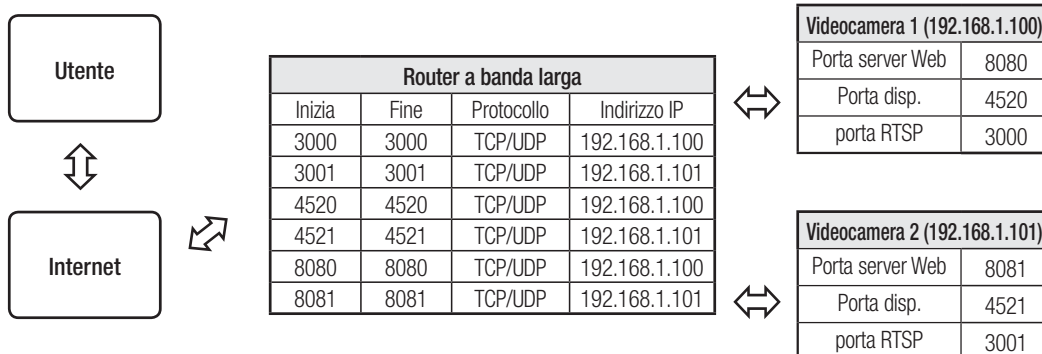 Utente
Internet
Router a banda larga
Inizia Fine Protocollo Indirizzo IP
3000 3000 TCP/UDP 192.168.1.100
3001 3001 TCP/UDP 192.168.1.101
4520 4520 TCP/UDP 192.168.1.100
4521 4521 TCP/UDP 192.168.1.101
8080 8080 TCP/UDP 192.168.1.100
8081 8081 TCP/UDP 192.168.1.101
Videocamera 1 (192.168.1.100)
Porta server Web 8080
Porta disp. 4520
porta RTSP 3000
Videocamera 2 (192.168.1.101)
Porta server Web 8081
Porta disp. 4521
porta RTSP 3001